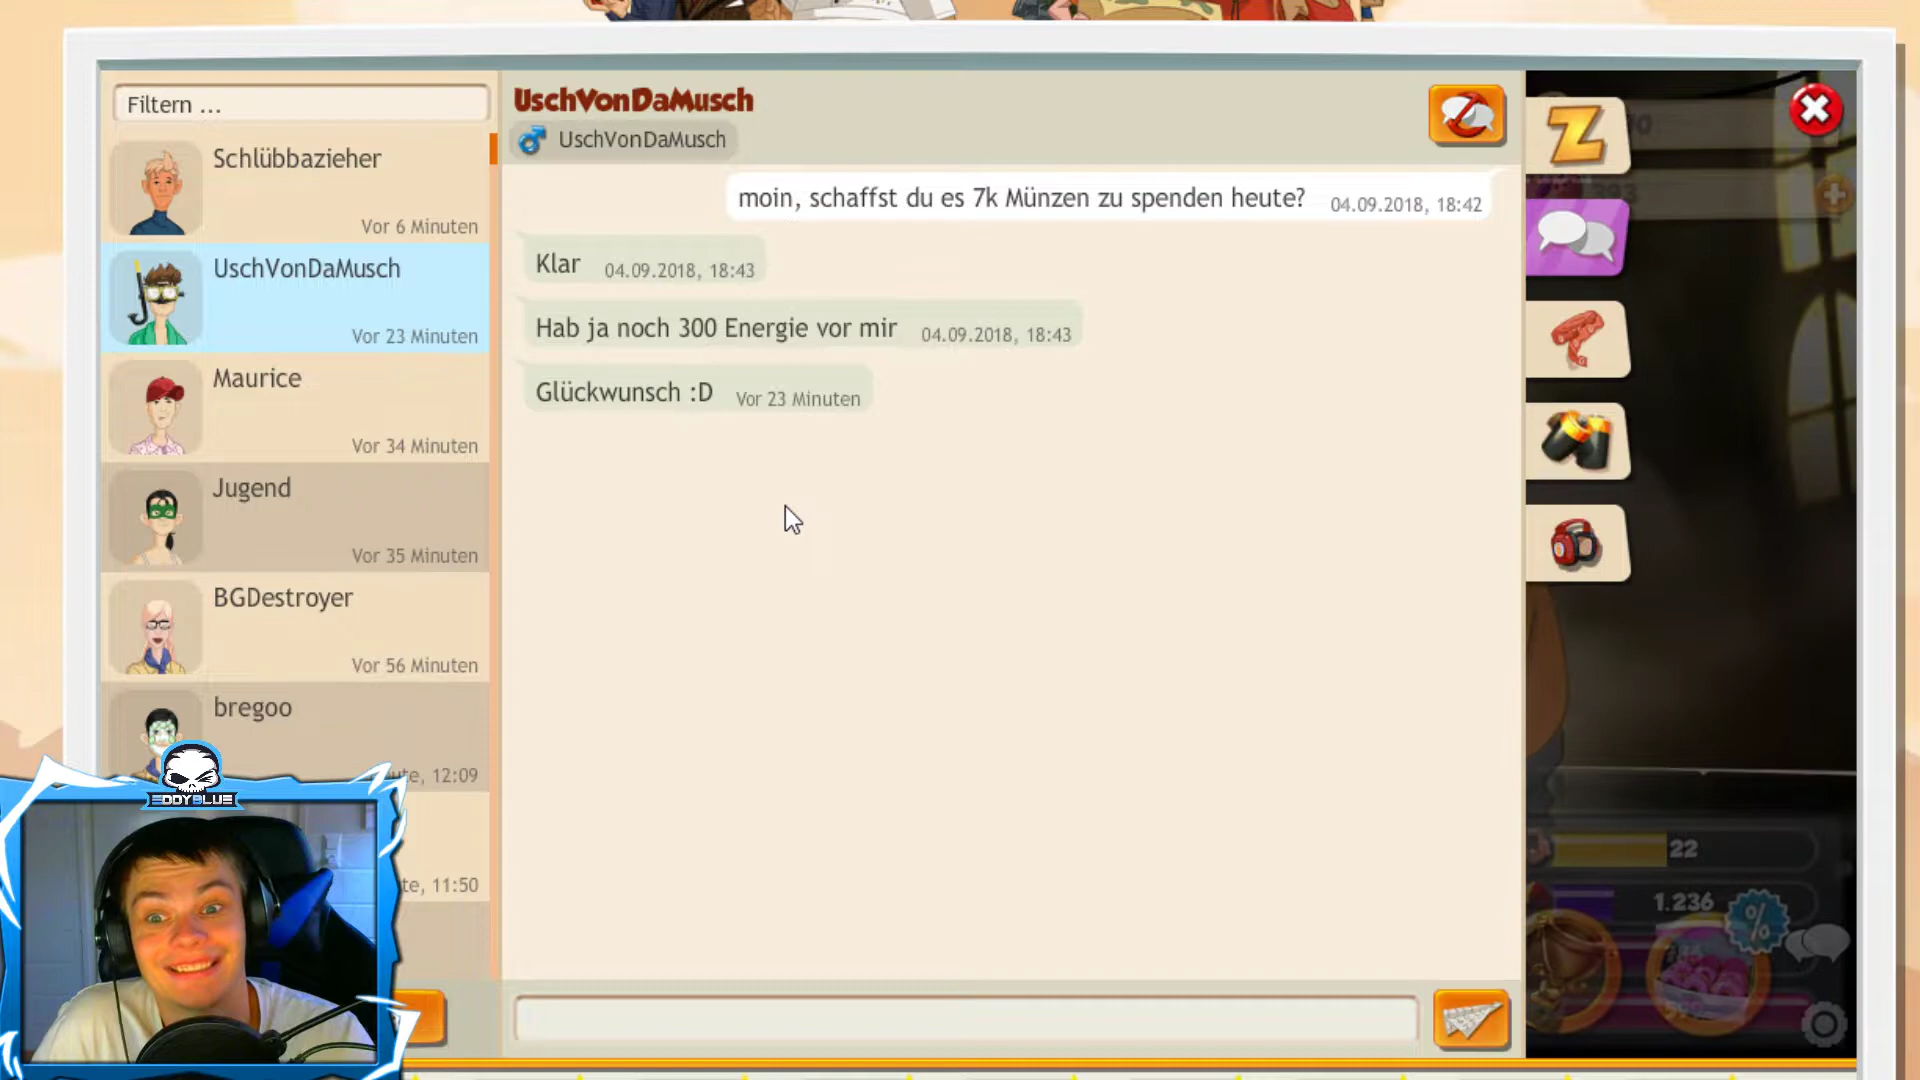 Filtern ...
Schlübbazieher
Vor 6 Minuten
UschVonDaMusch
Vor 23 Minuten
Maurice
Vor 34 Minuten
Jugend
Vor 35 Minuten
BGDestroyer
Vor 56 Minuten
bregoo
te, 12:09
te, 11:50
EDDYBLUE
UschVonDaMusch
UschVonDaMusch
moin, schaffst du es 7k Münzen zu spenden heute? 04.09.2018, 18:42
Klar 04.09.2018, 18:43
Hab ja noch 300 Energie vor mir 04.09.2018, 18:43
Glückwunsch :D Vor 23 Minuten
Z
393
22
1.236
%